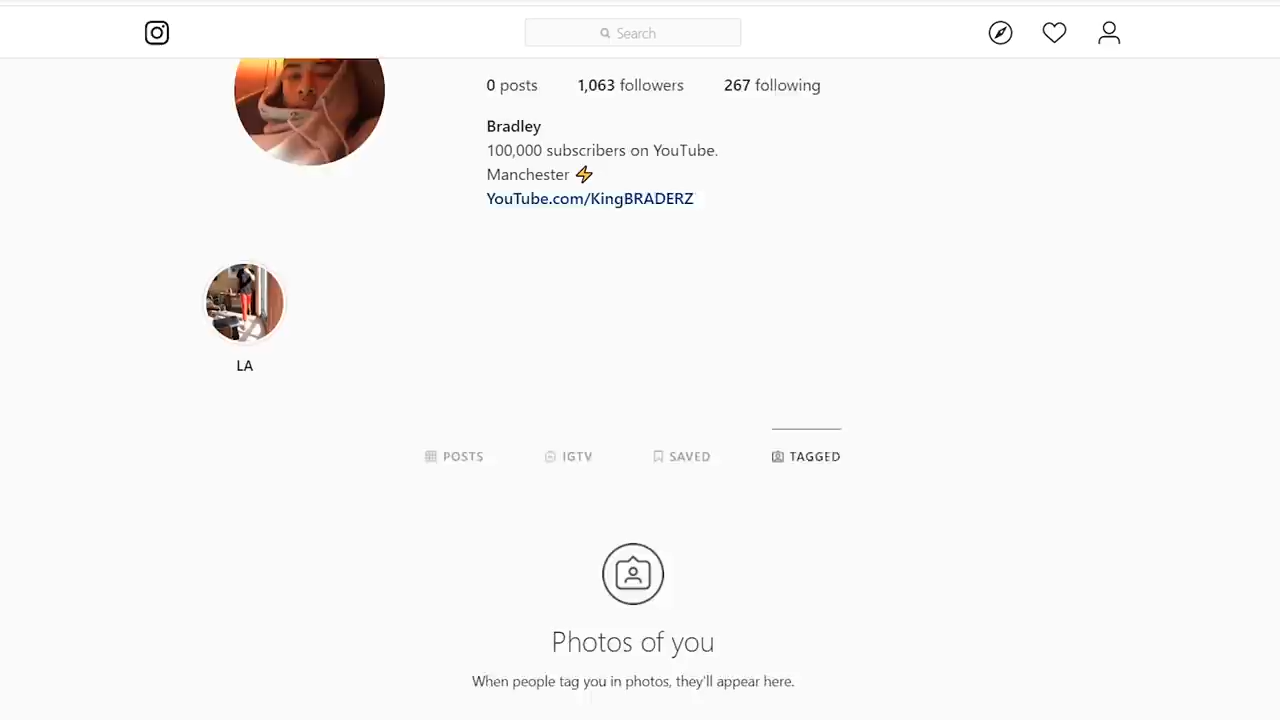 Search
0 posts 1,063 followers 267 following
Bradley
100,000 subscribers on YouTube.
Manchester ⚡
YouTube.com/KingBRADERZ
LA
POSTS IGTV SAVED TAGGED
Photos of you
When people tag you in photos, they'll appear here.